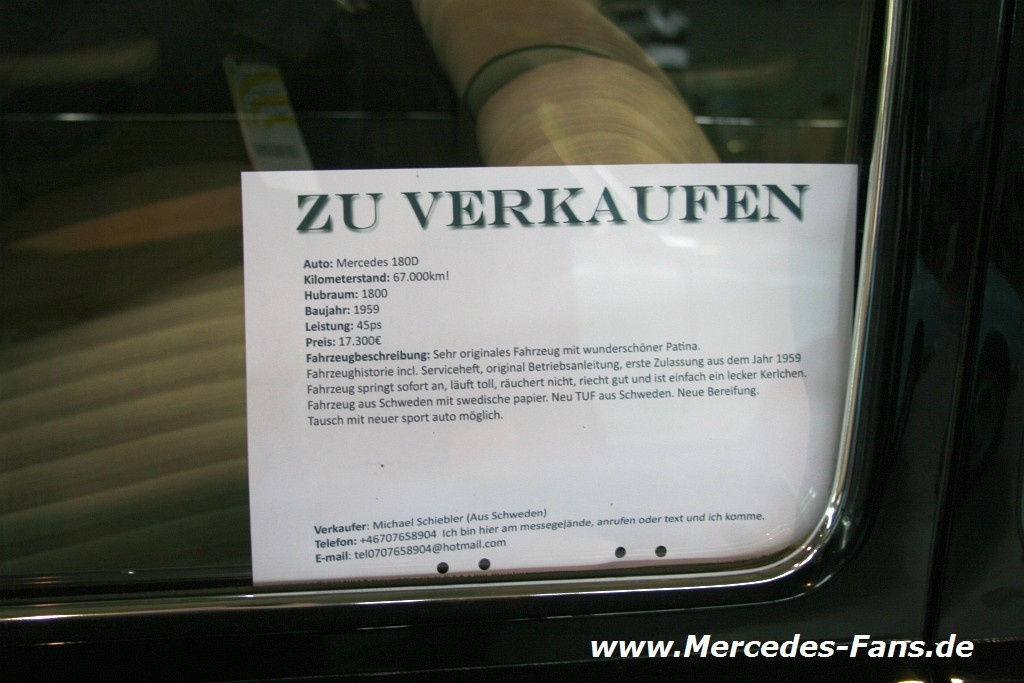 ZU VERKAUFEN
Auto: Mercedes 180D
Kilometerstand: 67.000km!
Hubraum: 1800
Baujahr: 1959
Leistung: 45ps
Preis: 17.300€
Fahrzeugbeschreibung: Sehr originales Fahrzeug mit wunderschöner Patina.
Fahrzeughistorie incl. Serviceheft, original Betriebsanleitung, erste Zulassung aus dem Jahr 1959
Fahrzeug springt sofort an, läuft toll, räuchert nicht, riecht gut und ist einfach ein lecker Kerlchen.
Fahrzeug aus Schweden mit swedische papier. Neu TUF aus Schweden. Neue Bereifung.
Tausch mit neuer sport auto möglich.
Verkaufer: Michael Schiebler (Aus Schweden)
Telefon: +46707658904 Ich bin hier am messegelände, anrufen oder text und ich komme.
E-mail: tel0707658904@hotmail.com
www.Mercedes-Fans.de